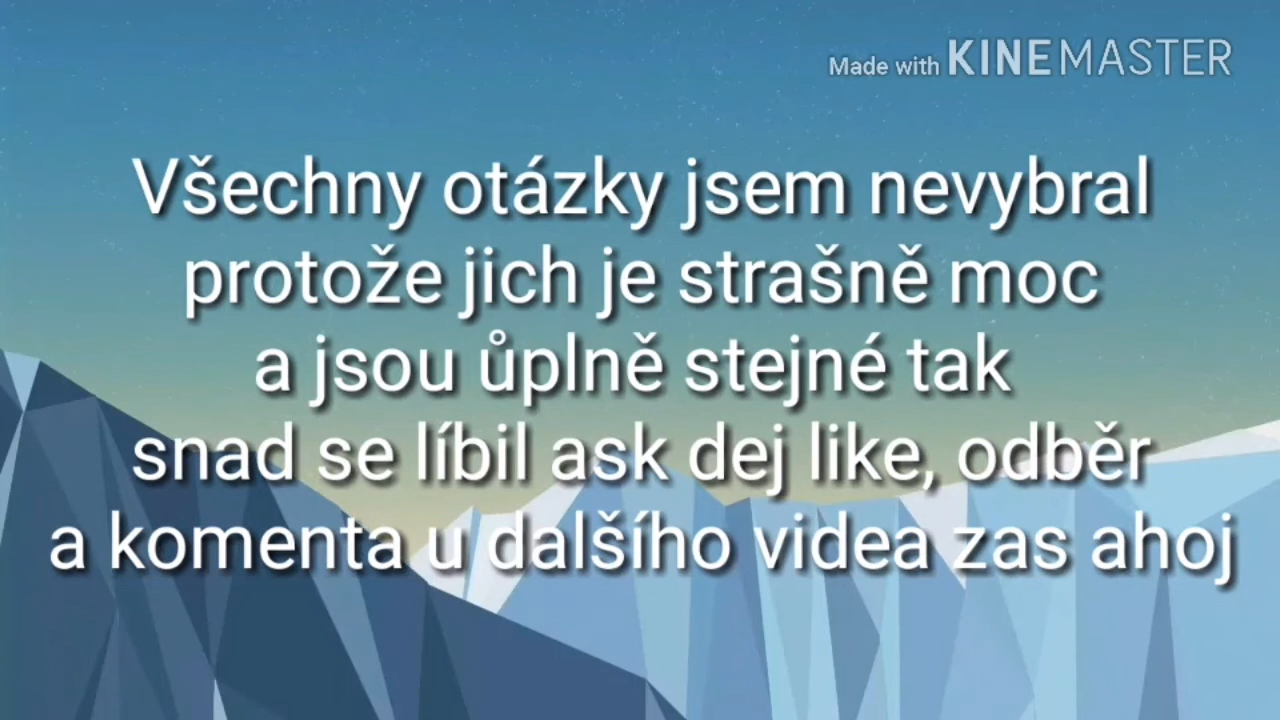 Made with KINEMASTER
Všechny otázky jsem nevybral
protože jich je strašně moc
a jsou ůplně stejné tak
snad se líbil ask dej like, odběr
a komenta u dalšího videa zas ahoj